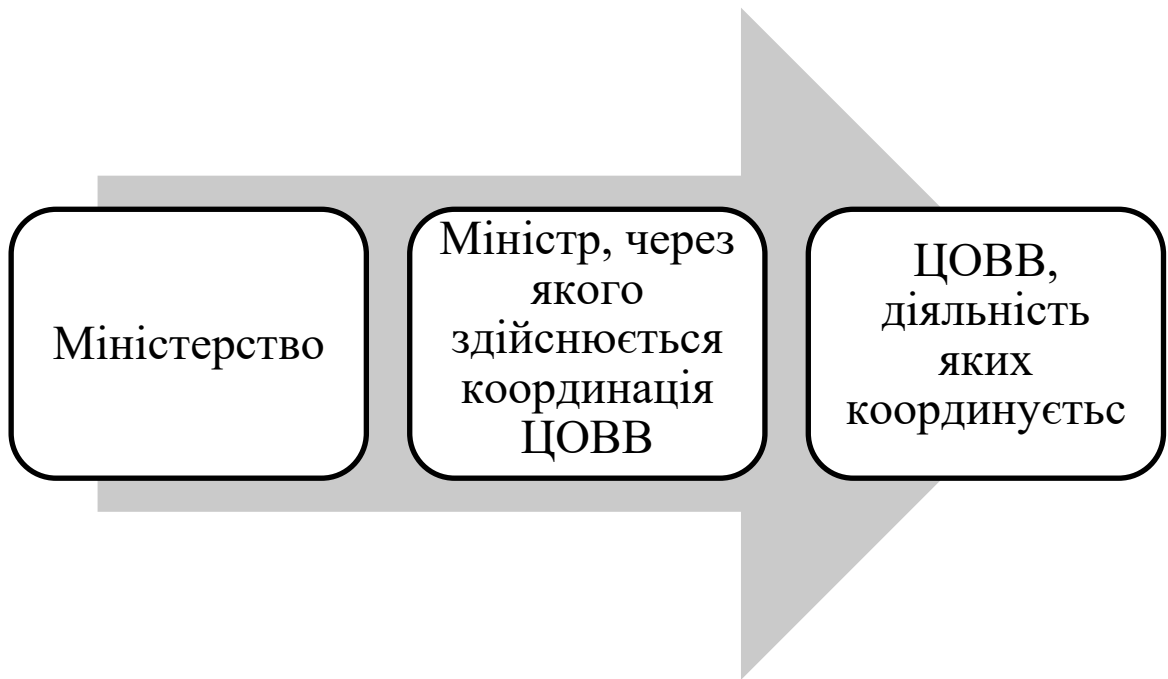 Міністерство
Міністр, через
якого
здійснюється
координація
ЦОВВ
ЦОВВ,
діяльність
яких
координуєтьс